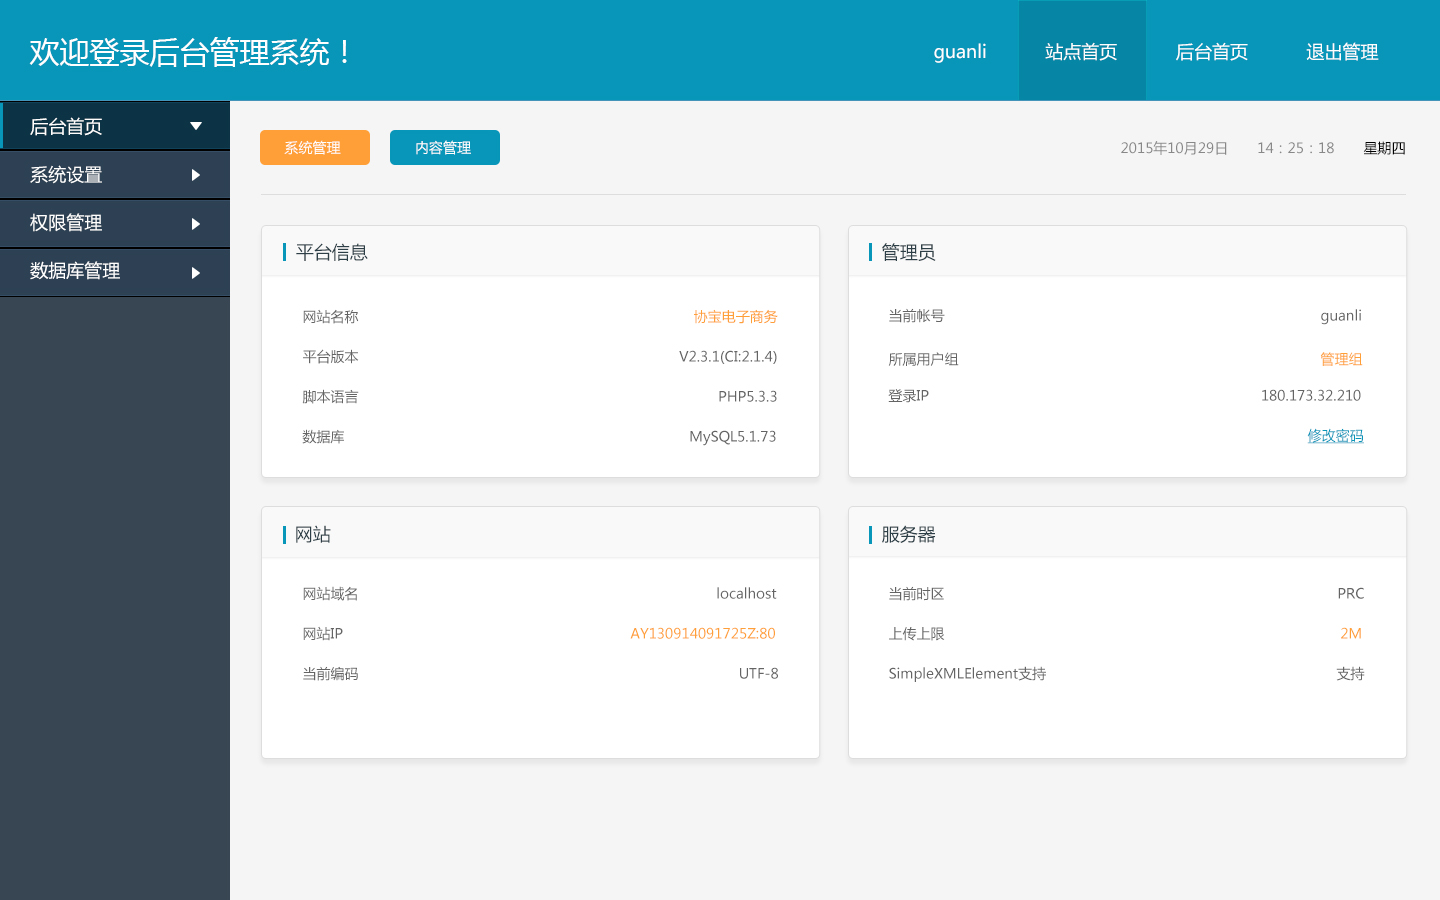 欢迎登录后台管理系统！
guanli
站点首页
后台首页
退出管理
后台首页
系统设置
权限管理
数据库管理
系统管理
内容管理
2015年10月29日
14：25：18
星期四
平台信息
网站名称
协宝电子商务
平台版本
V2.3.1(CI:2.1.4)
脚本语言
PHP5.3.3
数据库
MySQL5.1.73
管理员
当前帐号
guanli
所属用户组
管理组
登录IP
180.173.32.210
修改密码
网站
网站域名
localhost
网站IP
AY130914091725Z:80
当前编码
UTF-8
服务器
当前时区
PRC
上传上限
2M
SimpleXMLElement支持
支持